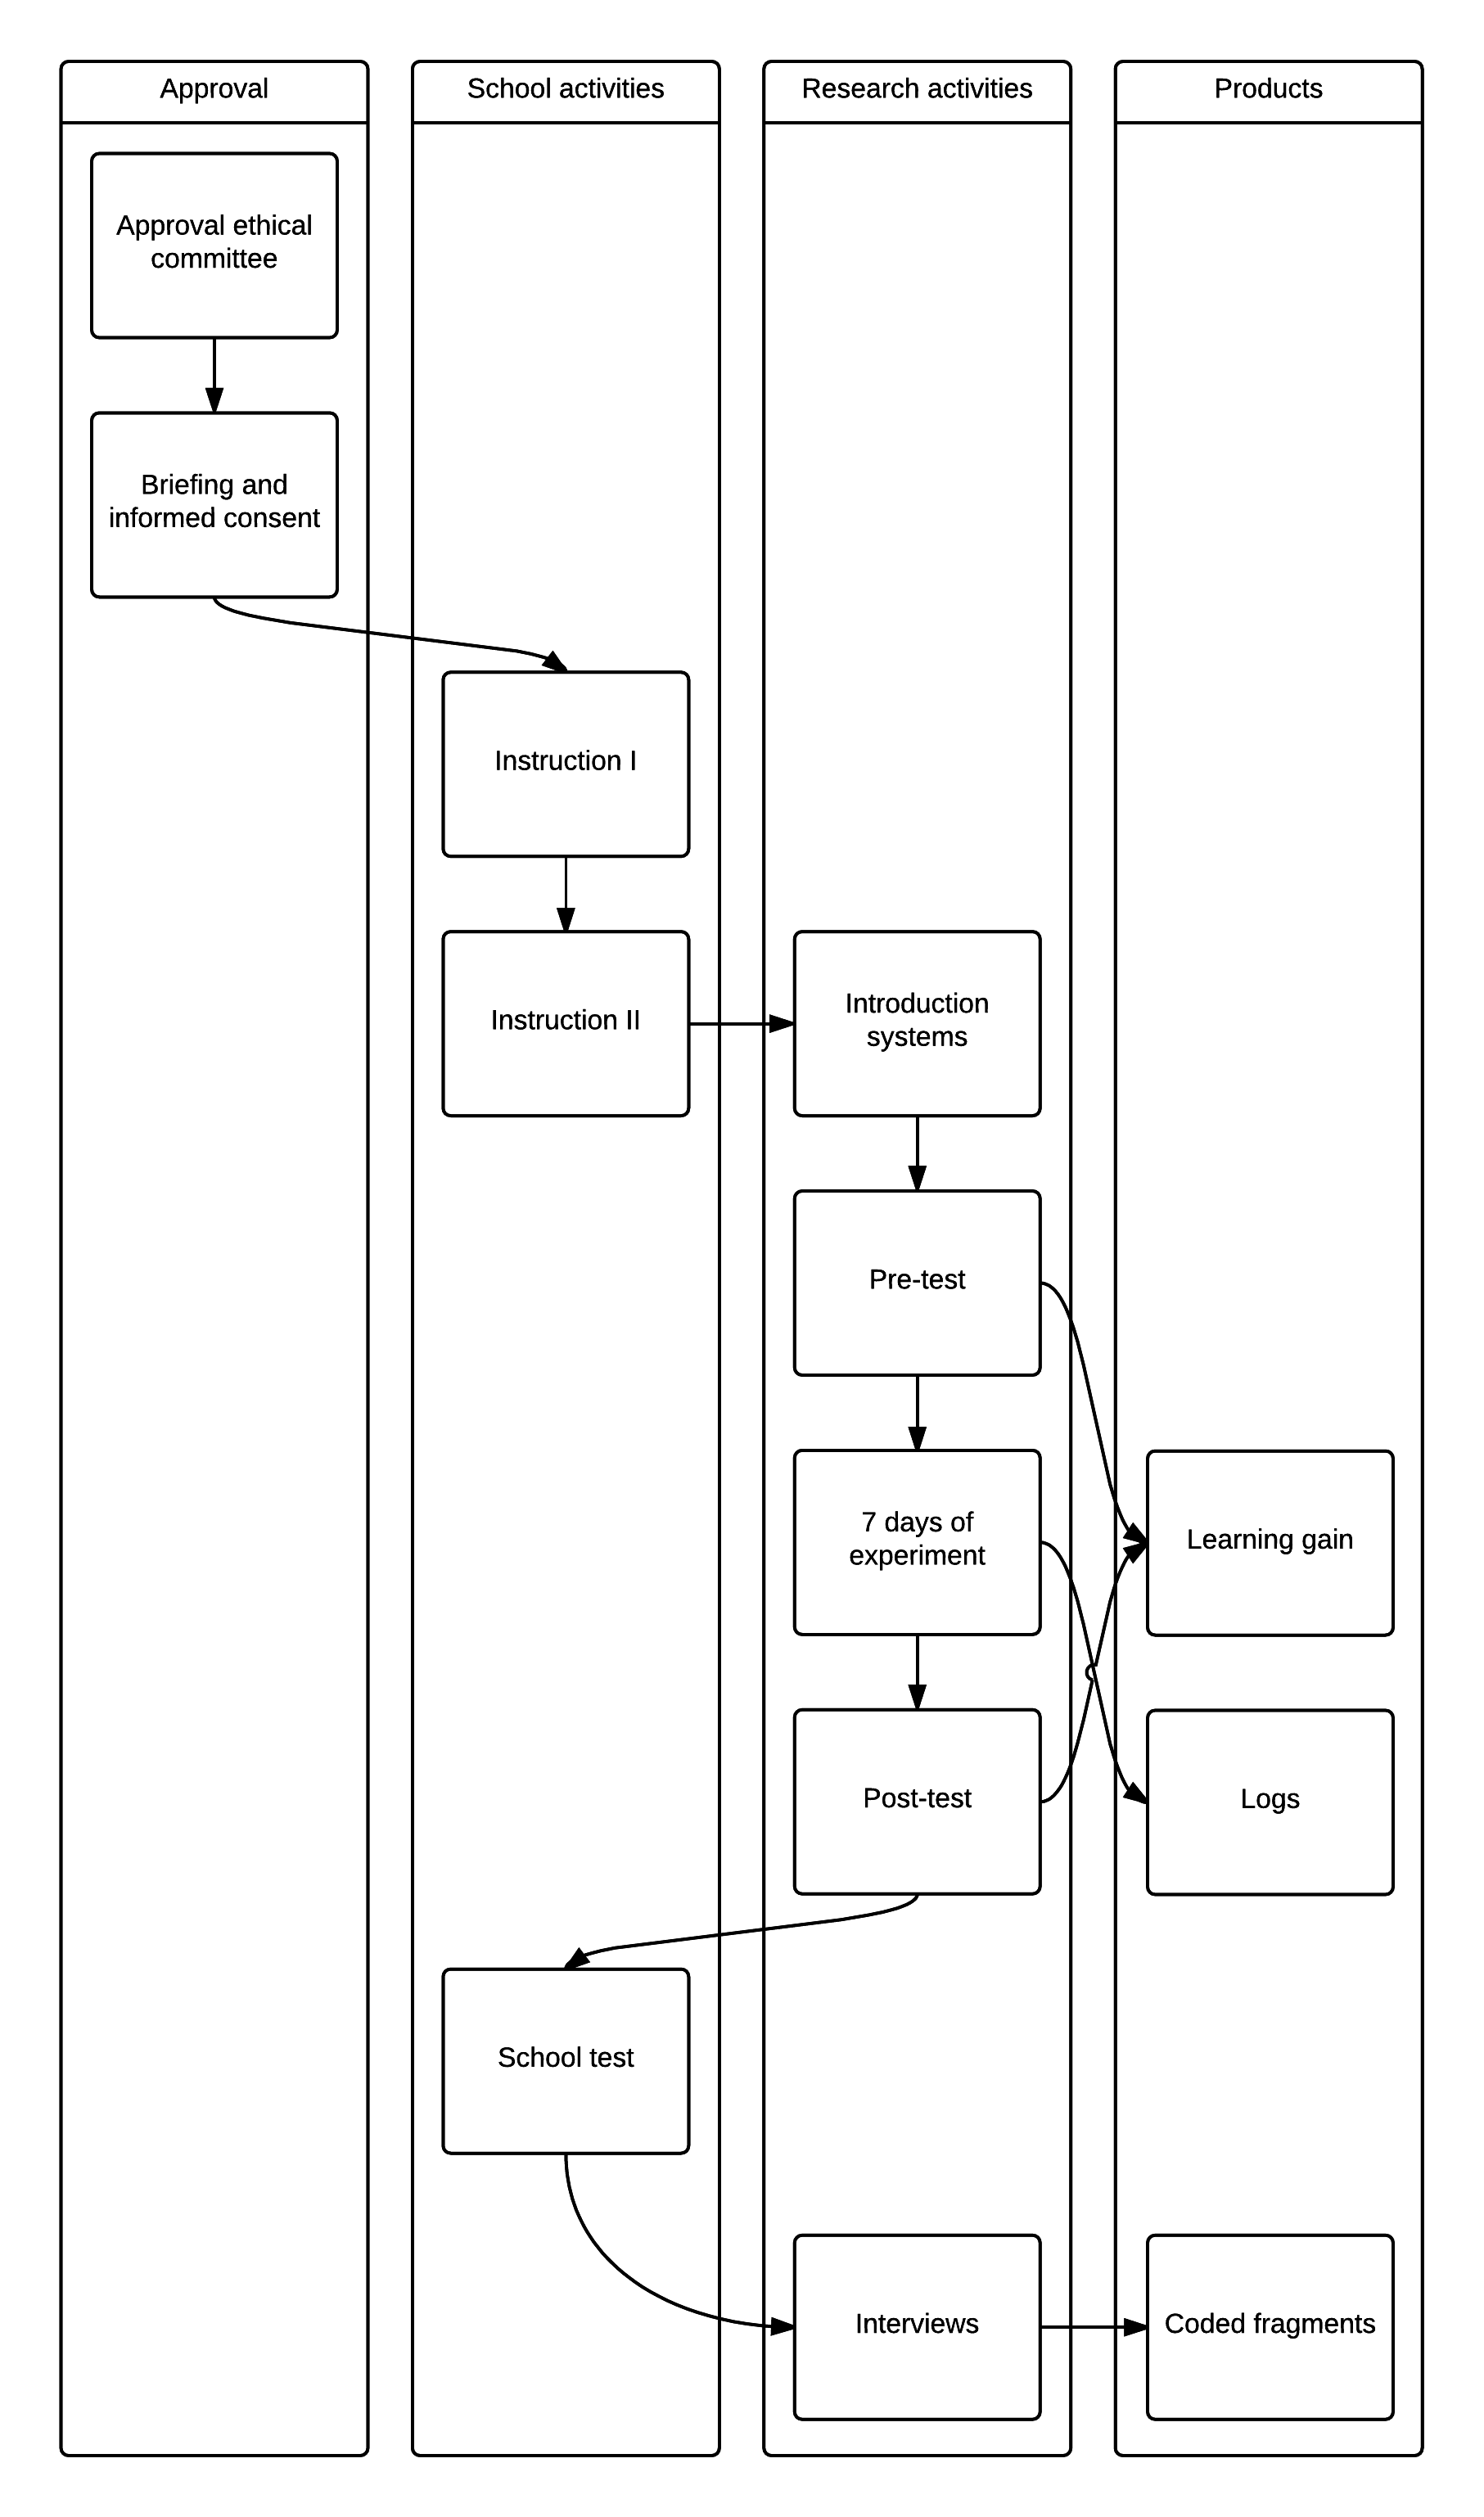 Approval
School activities
Research activities
Products
Approval ethical
committee
Briefing and
informed consent
Instruction I
Instruction II
Introduction
systems
Pre-test
7 days of
experiment
Learning gain
Post-test
Logs
School test
Interviews
Coded fragments